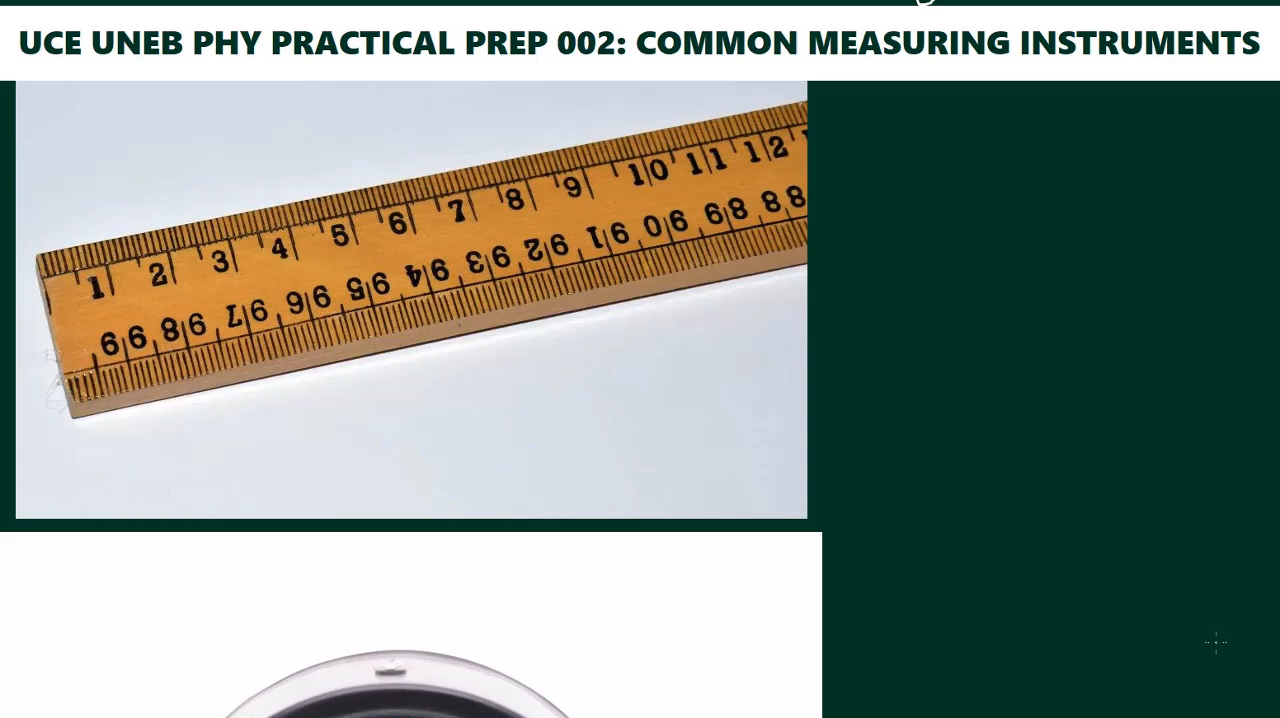 UCE UNEB PHY PRACTICAL PREP 002: COMMON MEASURING INSTRUMENTS
1 2 3 4 5 6 7 8 9 10 11 12
99 98 97 96 95 94 93 92 91 90 89 88